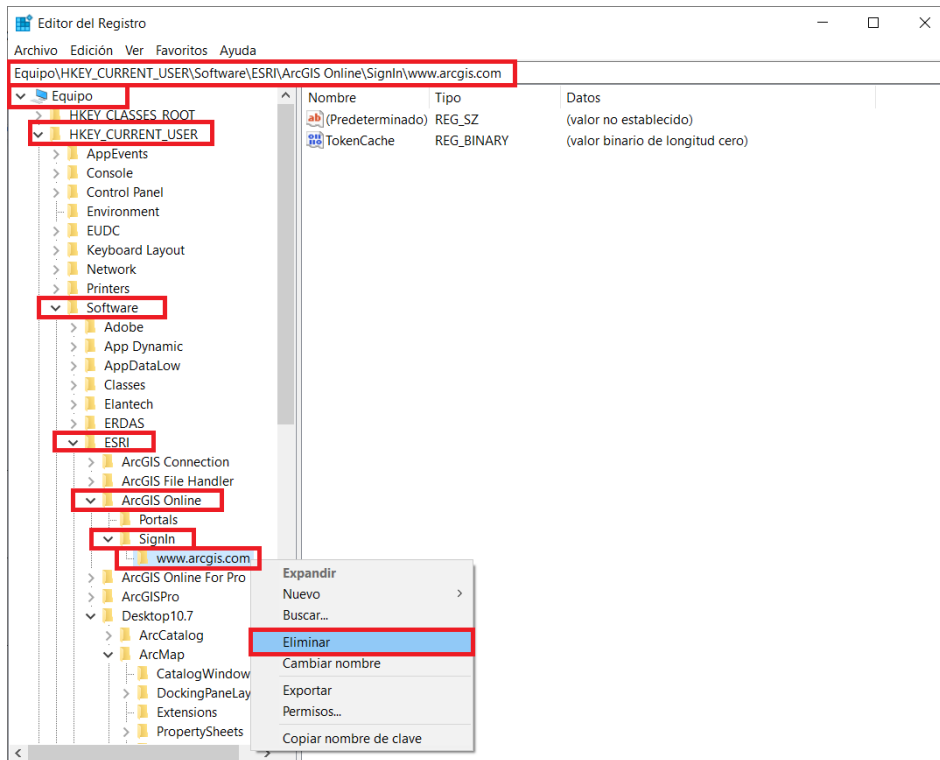 Editor del Registro
Archivo Edición Ver Favoritos Ayuda
Equipo\HKEY_CURRENT_USER\Software\ESRI\ArcGIS Online\SignIn\www.arcgis.com
Equipo
HKEY_CLASSES_ROOT
HKEY_CURRENT_USER
AppEvents
Console
Control Panel
Environment
EUDC
Keyboard Layout
Network
Printers
Software
Adobe
App Dynamic
AppDataLow
Classes
Elantech
ERDAS
ESRI
ArcGIS Connection
ArcGIS File Handler
ArcGIS Online
Portals
SignIn
www.arcgis.com
ArcGIS Online For Pro
ArcGISPro
Desktop10.7
ArcCatalog
ArcMap
CatalogWindow
DockingPaneLay
Extensions
PropertySheets
Nombre Tipo Datos
(Predeterminado) REG_SZ (valor no establecido)
TokenCache REG_BINARY (valor binario de longitud cero)
Expandir
Nuevo
Buscar...
Eliminar
Cambiar nombre
Exportar
Permisos...
Copiar nombre de clave